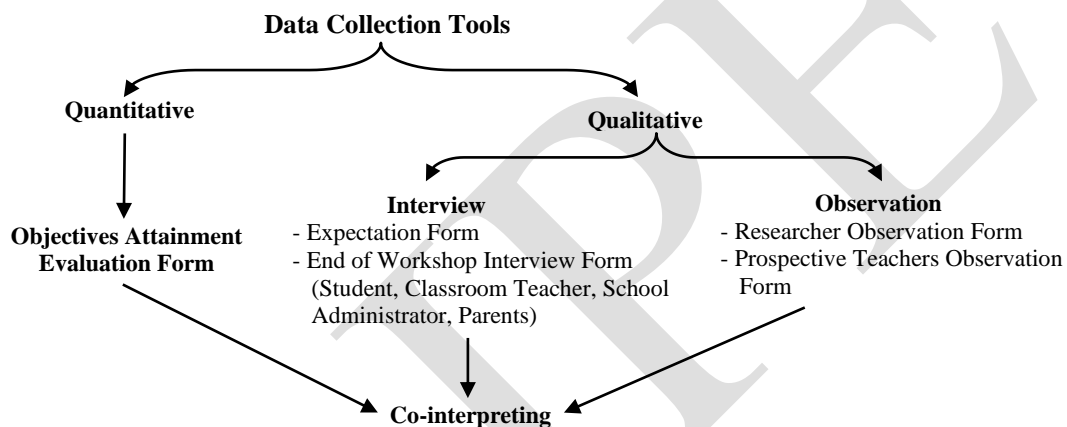 Data Collection Tools
Quantitative
Qualitative
Objectives Attainment
Evaluation Form
Interview
- Expectation Form
- End of Workshop Interview Form
(Student, Classroom Teacher, School
Administrator, Parents)
Observation
- Researcher Observation Form
- Prospective Teachers Observation
Form
Co-interpreting
IPE